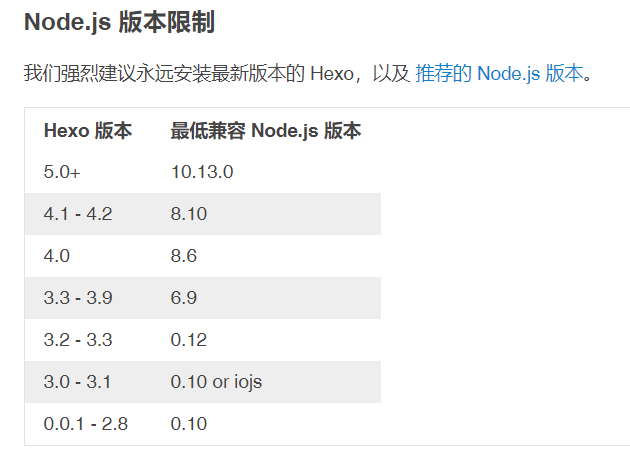 Node.js 版本限制
我们强烈建议永远安装最新版本的 Hexo，以及 推荐的 Node.js 版本。
Hexo 版本 最低兼容 Node.js 版本
5.0+ 10.13.0
4.1 - 4.2 8.10
4.0 8.6
3.3 - 3.9 6.9
3.2 - 3.3 0.12
3.0 - 3.1 0.10 or iojs
0.0.1 - 2.8 0.10